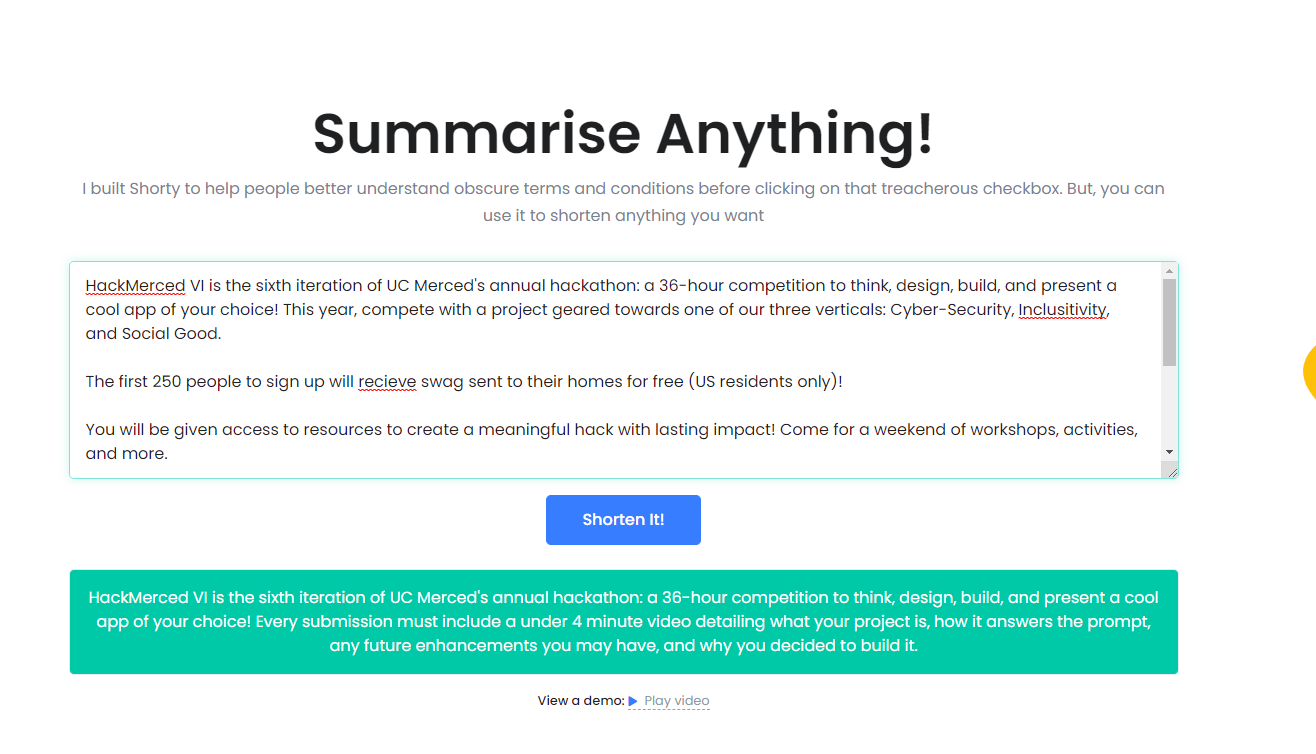 Summarise Anything!
I built Shorty to help people better understand obscure terms and conditions before clicking on that treacherous checkbox. But, you can
use it to shorten anything you want
HackMerced VI is the sixth iteration of UC Merced's annual hackathon: a 36-hour competition to think, design, build, and present a
cool app of your choice! This year, compete with a project geared towards one of our three verticals: Cyber-Security, Inclusitivity,
and Social Good.
The first 250 people to sign up will recieve swag sent to their homes for free (US residents only)!
You will be given access to resources to create a meaningful hack with lasting impact! Come for a weekend of workshops, activities,
and more.
Shorten It!
HackMerced VI is the sixth iteration of UC Merced's annual hackathon: a 36-hour competition to think, design, build, and present a cool
app of your choice! Every submission must include a under 4 minute video detailing what your project is, how it answers the prompt,
any future enhancements you may have, and why you decided to build it.
View a demo: Play video